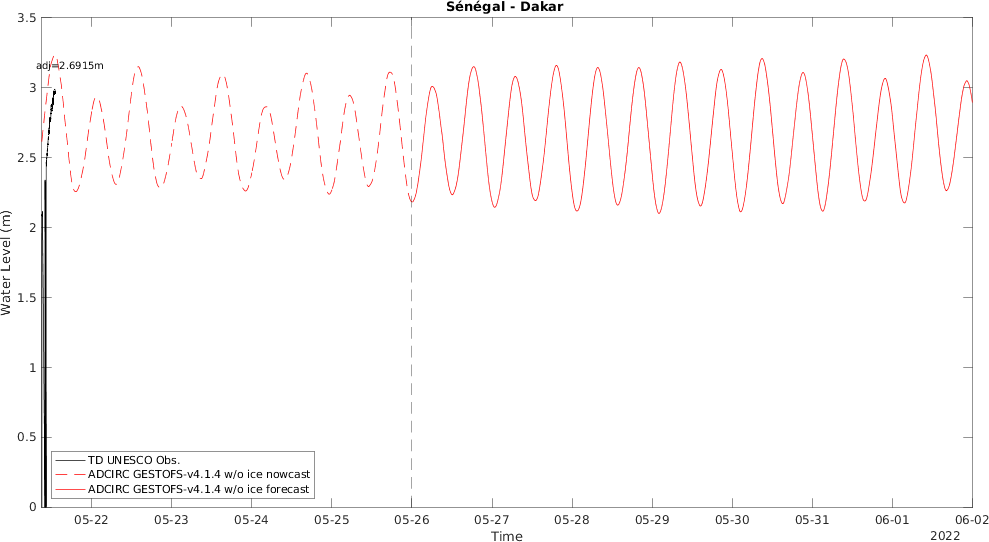 Sénégal - Dakar
3.5
adj=2.6915m
3
2.5
2
1.5
1
0.5
0
Water Level (m)
TD UNESCO Obs.
ADCIRC GESTOFS-v4.1.4 w/o ice nowcast
ADCIRC GESTOFS-v4.1.4 w/o ice forecast
05-22 05-23 05-24 05-25 05-26 05-27 05-28 05-29 05-30 05-31 06-01 06-02
Time
2022